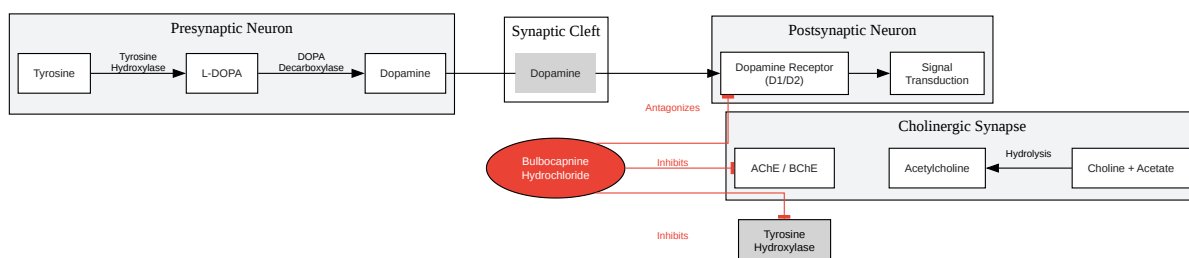 Presynaptic Neuron
Tyrosine
Tyrosine
Hydroxylase
L-DOPA
DOPA
Decarboxylase
Dopamine
Synaptic Cleft
Dopamine
Postsynaptic Neuron
Dopamine Receptor
(D1/D2)
Signal
Transduction
Antagonizes
Bulbocapnine
Hydrochloride
Inhibits
Cholinergic Synapse
AChE / BChE
Acetylcholine
Hydrolysis
Choline + Acetate
Inhibits
Tyrosine
Hydroxylase